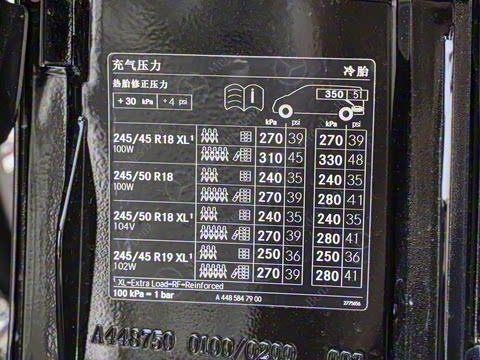 充气压力 冷胎
热胎修正压力
+ 30 kPa + 4 psi 350 51
kPa psi kPa psi
245/45 R18 XL¹ 270 39 270 39
100W 310 45 330 48
245/50 R18 240 35 240 35
100W 270 39 280 41
245/50 R18 XL¹ 240 35 240 35
104V 270 39 280 41
245/45 R19 XL¹ 250 36 250 36
102W 270 39 280 41
¹ XL=Extra Load=RF=Reinforced
100 kPa = 1 bar A 448 584 79 00
A448750 0100/0200